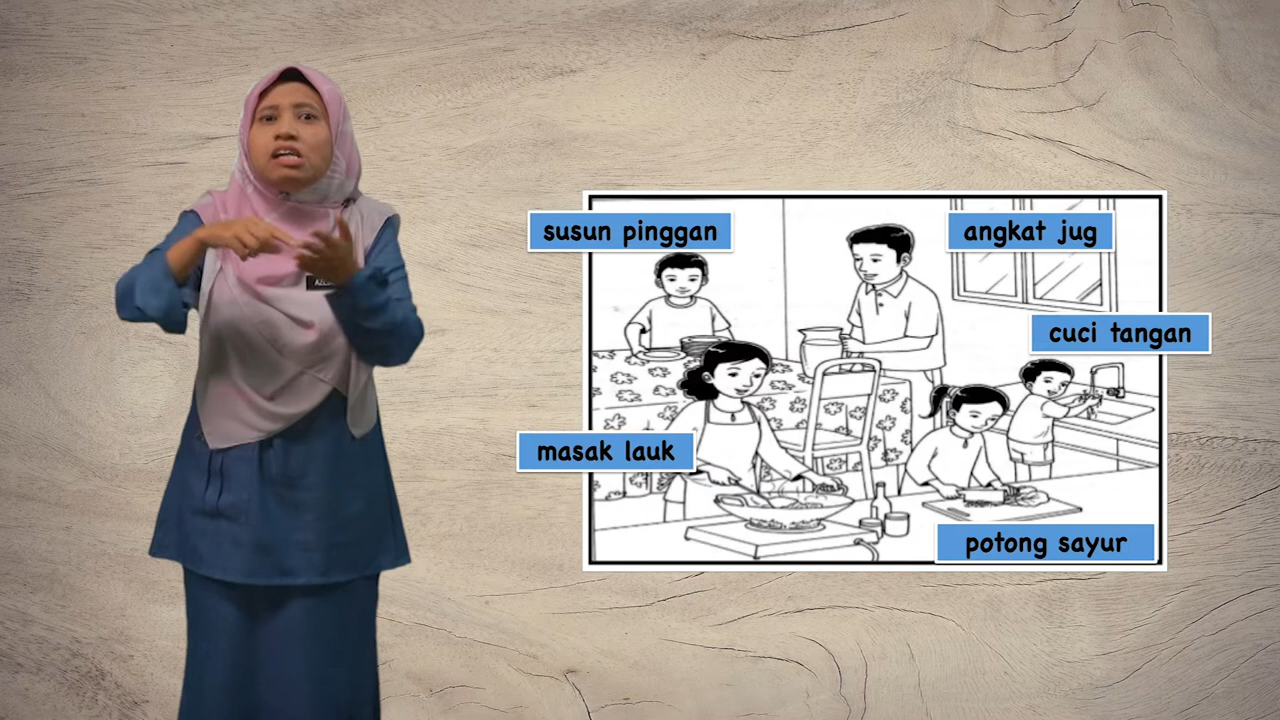 susun pinggan
angkat jug
cuci tangan
masak lauk
potong sayur